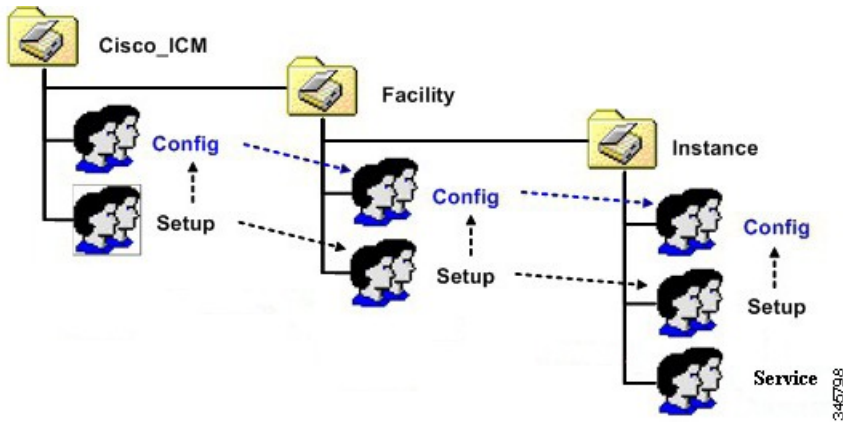 Cisco_ICM
Facility
Instance
Config
Config
Config
Setup
Setup
Setup
Service
345798